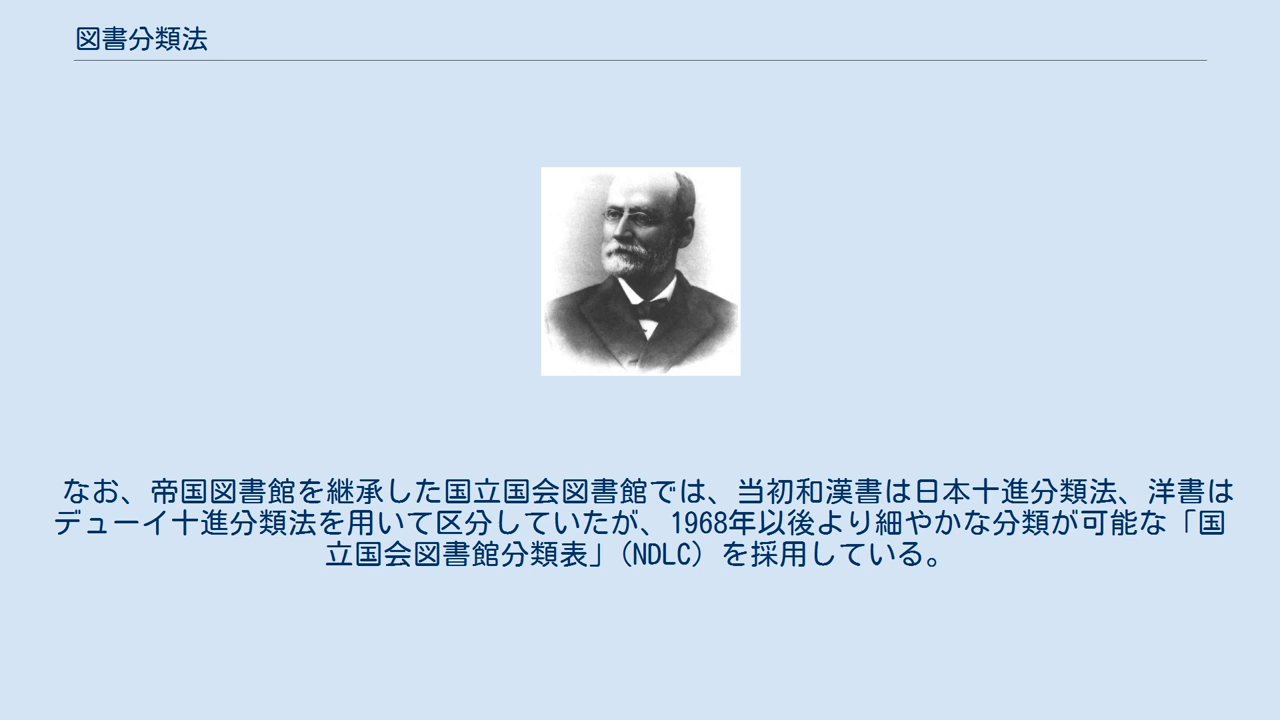 図書分類法
なお、帝国図書館を継承した国立国会図書館では、当初和漢書は日本十進分類法、洋書は
デューイ十進分類法を用いて区分していたが、1968年以後より細やかな分類が可能な「国
立国会図書館分類表」（NDLC）を採用している。